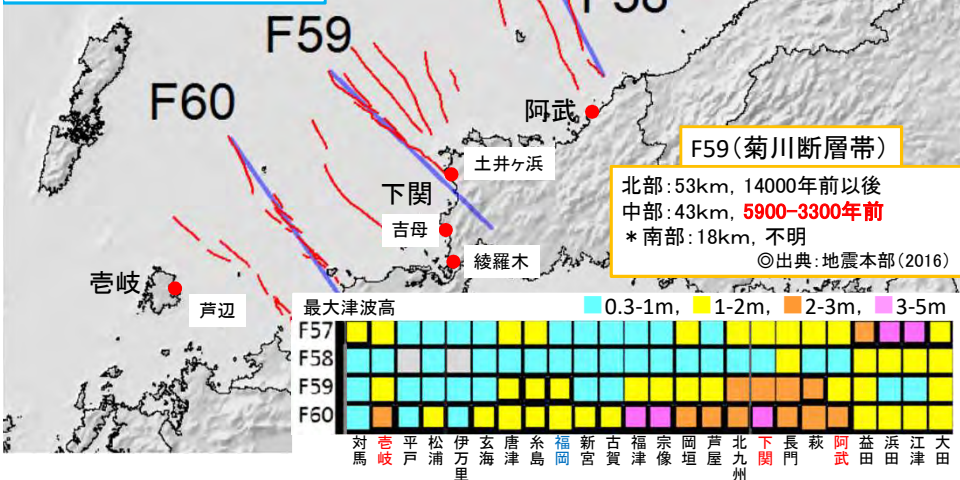 F58
F59
F60
阿武
土井ヶ浜
下関
吉母
綾羅木
壱岐
芦辺
F59(菊川断層帯)
北部:53km, 14000年前以後
中部:43km, 5900-3300年前
*南部:18km, 不明
◎出典:地震本部(2016)
最大津波高
0.3-1m, 1-2m, 2-3m, 3-5m
F57
F58
F59
F60
対馬
壱岐
平戸
松浦
伊万里
玄海
唐津
糸島
福岡
新宮
古賀
福津
宗像
岡垣
芦屋
北九州
下関
長門
萩
阿武
益田
浜田
江津
大田